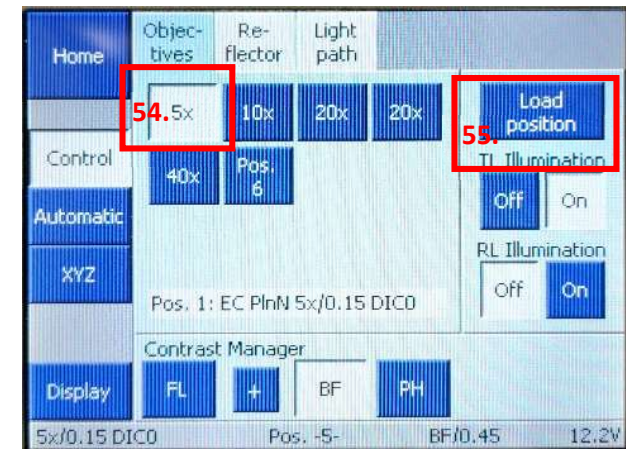 Home
Objec-
tives
Re-
flector
Light
path
54. 5x
10x
20x
20x
Load
position
55.
Control
40x
Pos.
6
TL Illumination
Off
On
Automatic
XYZ
RL Illumination
Off
On
Pos. 1: EC PlnN 5x/0.15 DIC0
Contrast Manager
Display
FL
+
BF
PH
5x/0.15 DIC0
Pos. -5-
BF/0.45
12.2V